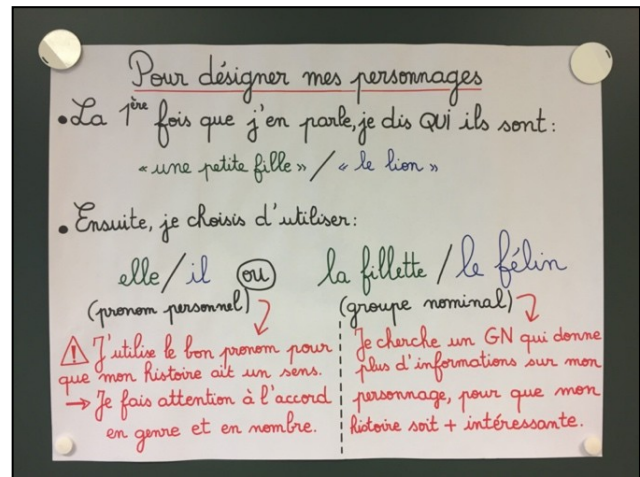 Pour désigner mes personnages
• La 1ère fois que j'en parle, je dis QUI ils sont :
« une petite fille » / « le lion »
• Ensuite, je choisis d'utiliser :
elle / il ou la fillette / le félin
(pronom personnel) (groupe nominal)
⚠ J'utilise le bon pronom pour
que mon histoire ait un sens.
→ Je fais attention à l'accord
en genre et en nombre.
Je cherche un GN qui donne
plus d'informations sur mon
personnage, pour que mon
histoire soit + intéressante.